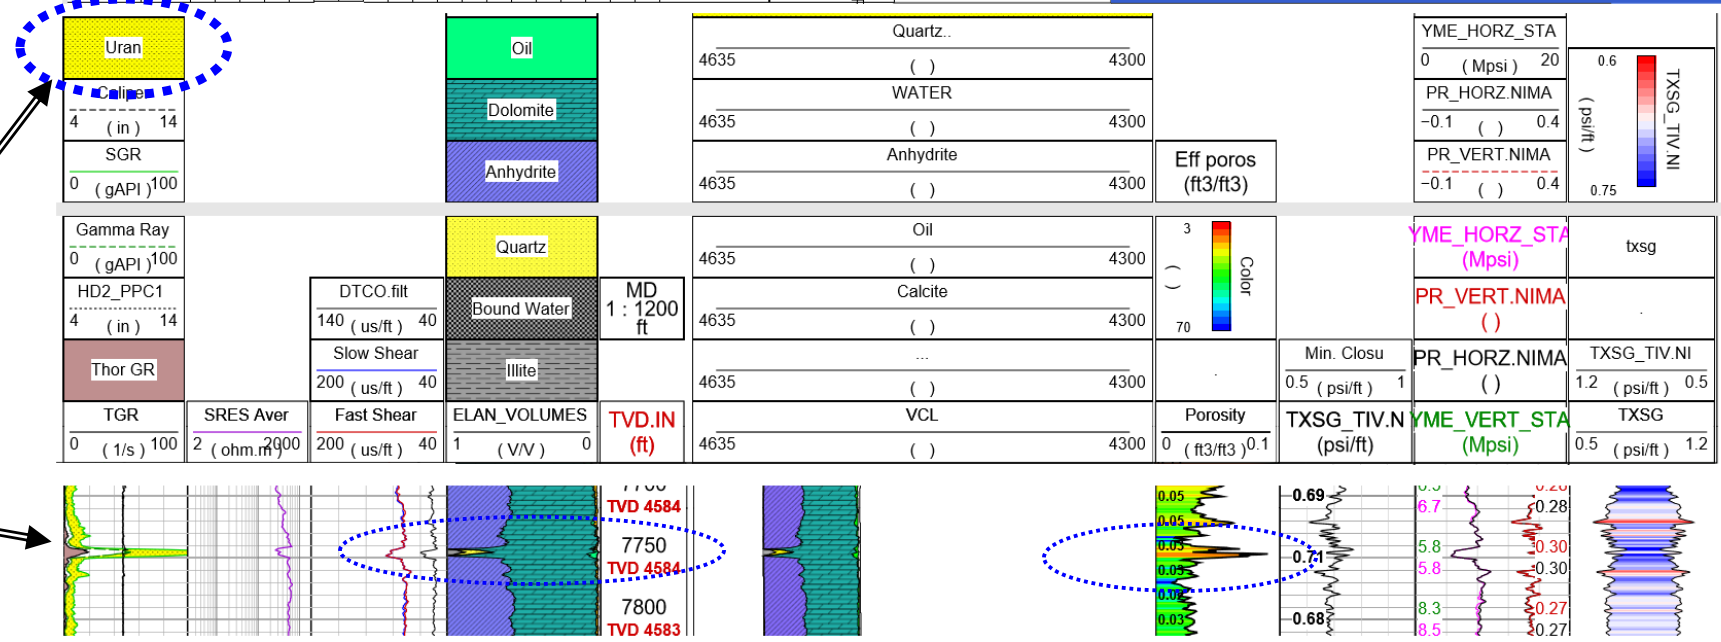 Uran
Oil
Quartz..
4635 ( ) 4300
YME_HORZ_STA
0 ( Mpsi ) 20
0.6
Caliper
4 ( in ) 14
Dolomite
WATER
4635 ( ) 4300
PR_HORZ.NIMA
−0.1 ( ) 0.4
( psi/ft )
TXSG_TIV.NI
SGR
0 ( gAPI ) 100
Anhydrite
Anhydrite
4635 ( ) 4300
Eff poros
(ft3/ft3)
PR_VERT.NIMA
−0.1 ( ) 0.4
0.75
Gamma Ray
0 ( gAPI ) 100
Quartz
Oil
4635 ( ) 4300
3
( )
Color
70
YME_HORZ_STA
(Mpsi)
txsg
HD2_PPC1
4 ( in ) 14
DTCO.filt
140 ( us/ft ) 40
Bound Water
MD
1 : 1200
ft
Calcite
4635 ( ) 4300
PR_VERT.NIMA
( )
.
Thor GR
Slow Shear
200 ( us/ft ) 40
Illite
...
4635 ( ) 4300
.
Min. Closu
0.5 ( psi/ft ) 1
PR_HORZ.NIMA
( )
TXSG_TIV.NI
1.2 ( psi/ft ) 0.5
TGR
0 ( 1/s ) 100
SRES Aver
2 ( ohm.m ) 2000
Fast Shear
200 ( us/ft ) 40
ELAN_VOLUMES
1 ( V/V ) 0
TVD.IN
(ft)
VCL
4635 ( ) 4300
Porosity
0 ( ft3/ft3 ) 0.1
TXSG_TIV.N
(psi/ft)
YME_VERT_STA
(Mpsi)
TXSG
0.5 ( psi/ft ) 1.2
TVD 4584
0.05
0.69
6.7
0.28
0.05
7750
0.03
5.8
0.30
TVD 4584
0.03
0.71
5.8
0.30
7800
8.3
0.27
TVD 4583
0.03
0.68
8.5
0.27